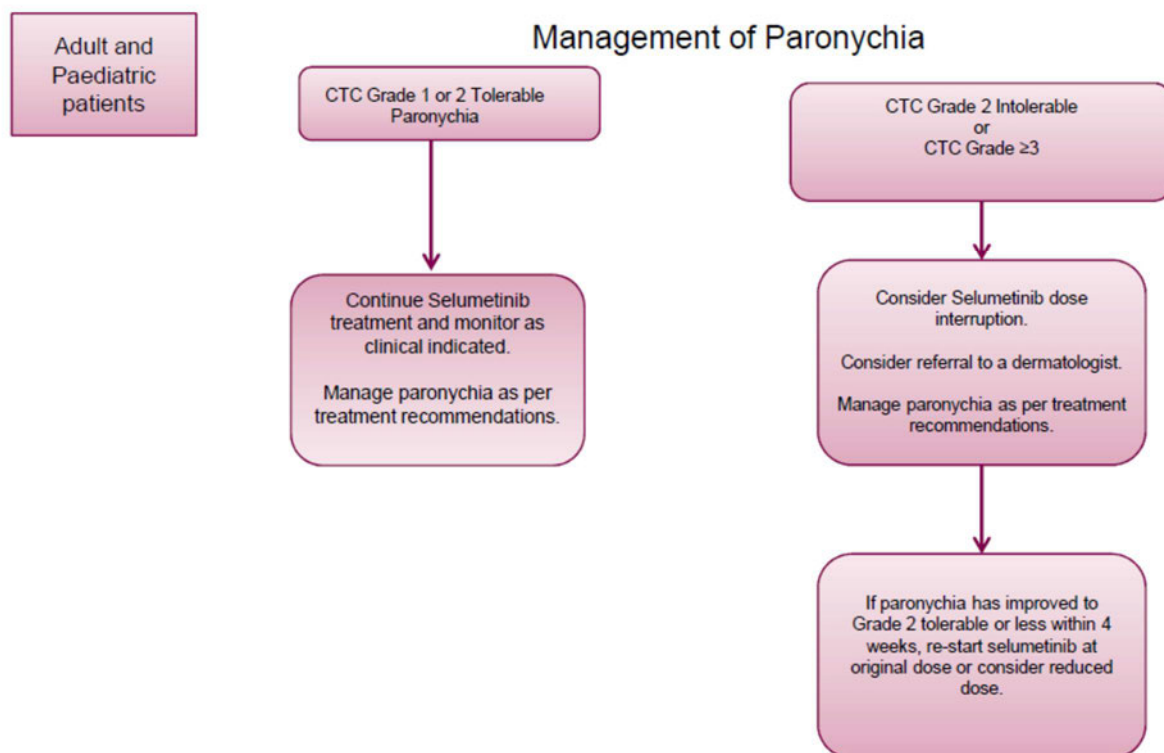 Adult and
Paediatric
patients
Management of Paronychia
CTC Grade 1 or 2 Tolerable
Paronychia
Continue Selumetinib
treatment and monitor as
clinical indicated.
Manage paronychia as per
treatment recommendations.
CTC Grade 2 Intolerable
or
CTC Grade ≥3
Consider Selumetinib dose
interruption.
Consider referral to a dermatologist.
Manage paronychia as per treatment
recommendations.
If paronychia has improved to
Grade 2 tolerable or less within 4
weeks, re-start selumetinib at
original dose or consider reduced
dose.